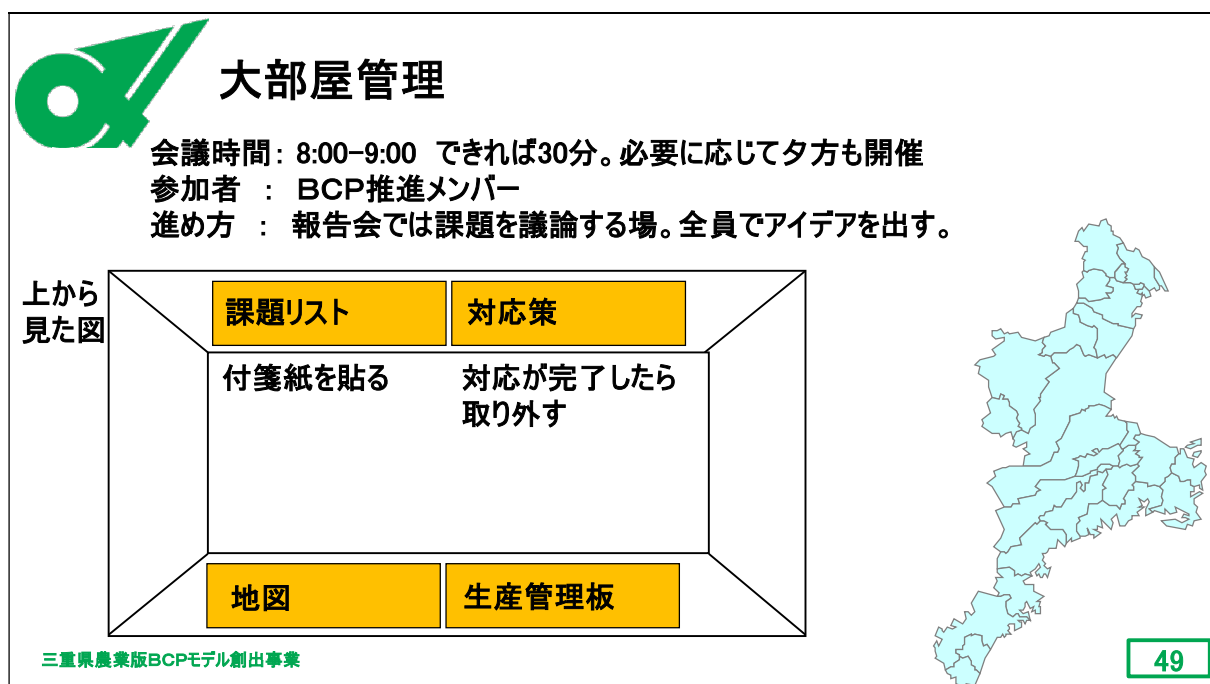 大部屋管理
会議時間： 8:00-9:00 できれば30分。必要に応じて夕方も開催
参加者 ： ＢＣＰ推進メンバー
進め方 ： 報告会では課題を議論する場。全員でアイデアを出す。
上から
見た図
課題リスト
対応策
付箋紙を貼る
対応が完了したら
取り外す
地図
生産管理板
三重県農業版BCPモデル創出事業
49